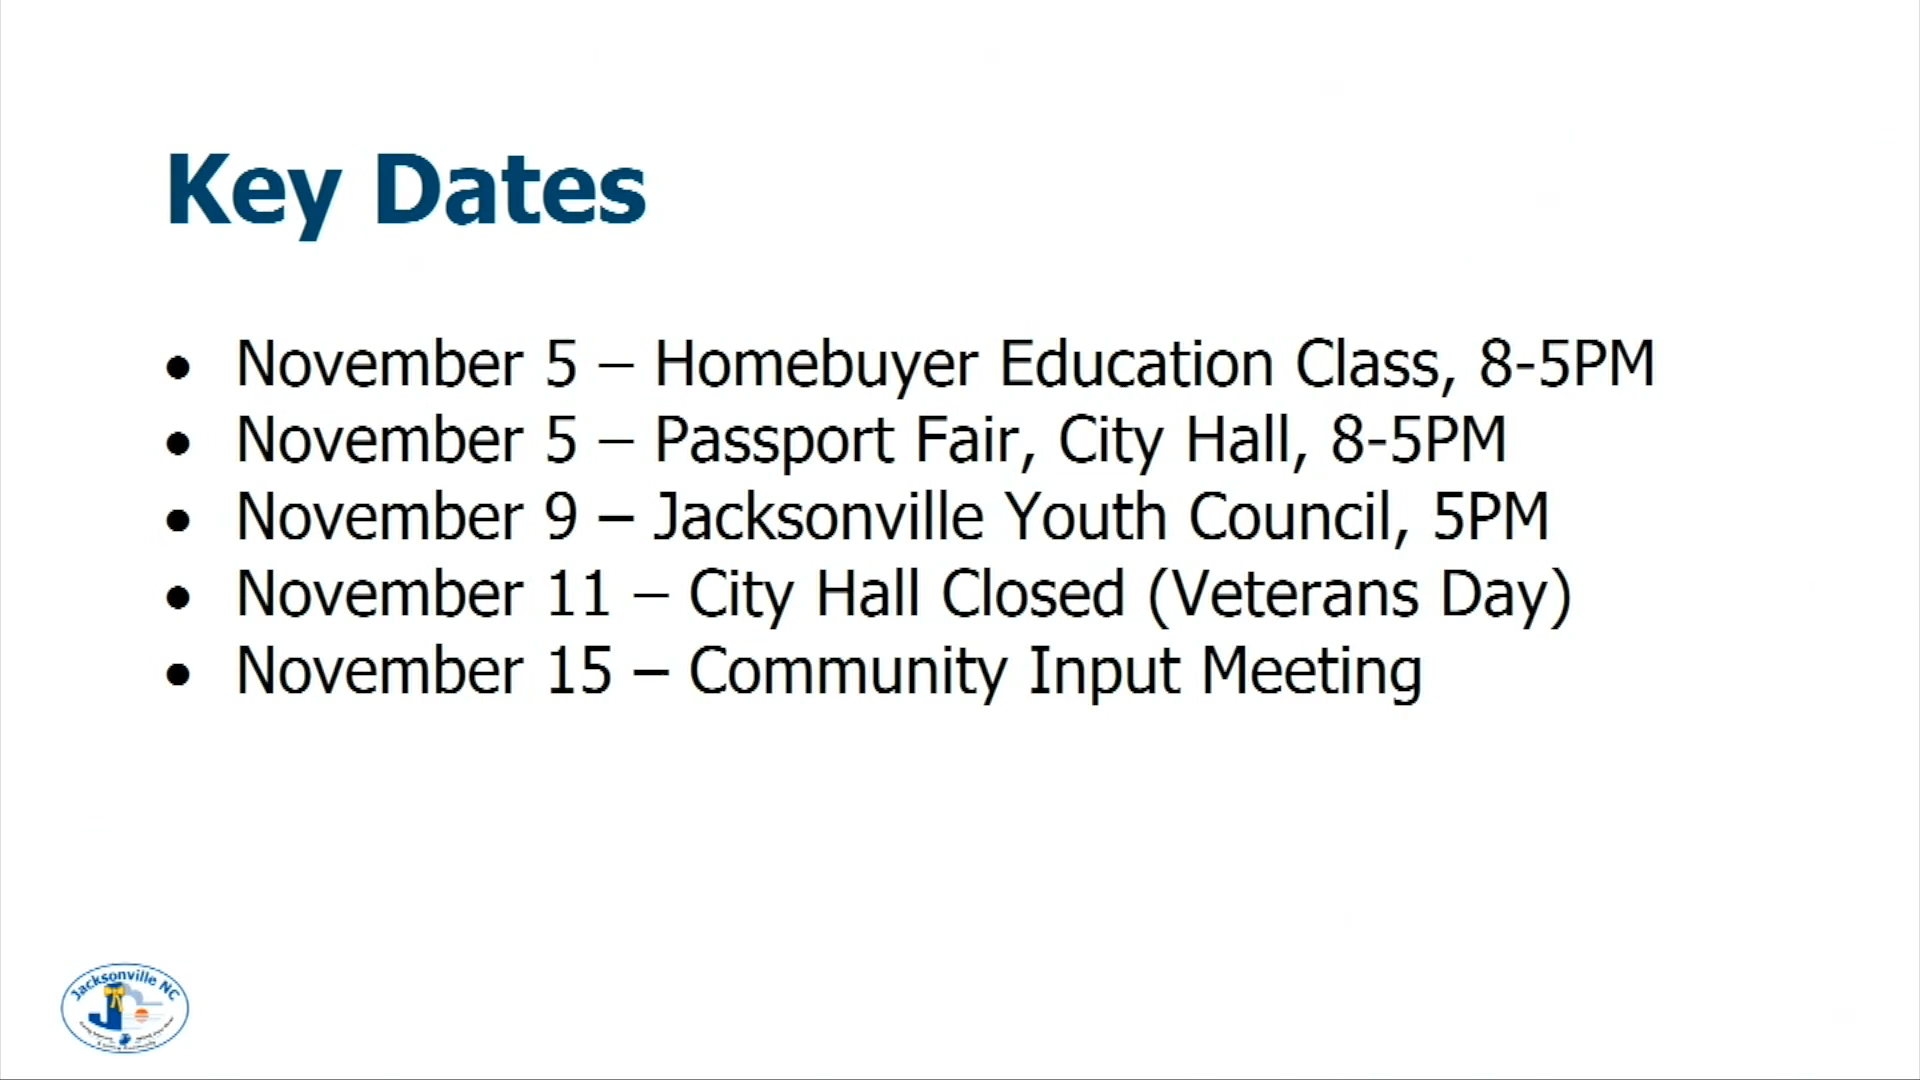 Key Dates
• November 5 – Homebuyer Education Class, 8-5PM
• November 5 – Passport Fair, City Hall, 8-5PM
• November 9 – Jacksonville Youth Council, 5PM
• November 11 – City Hall Closed (Veterans Day)
• November 15 – Community Input Meeting
Jacksonville NC